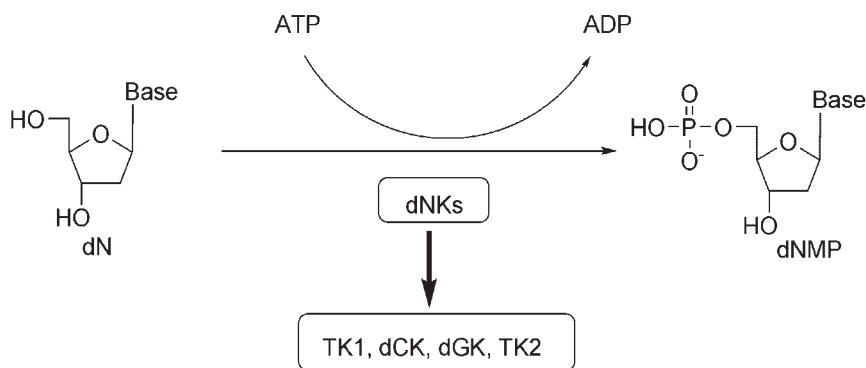 ATP
ADP
Base
HO
O
HO
dN
dNKs
TK1, dCK, dGK, TK2
O
HO-P-O
O-
Base
O
HO
dNMP